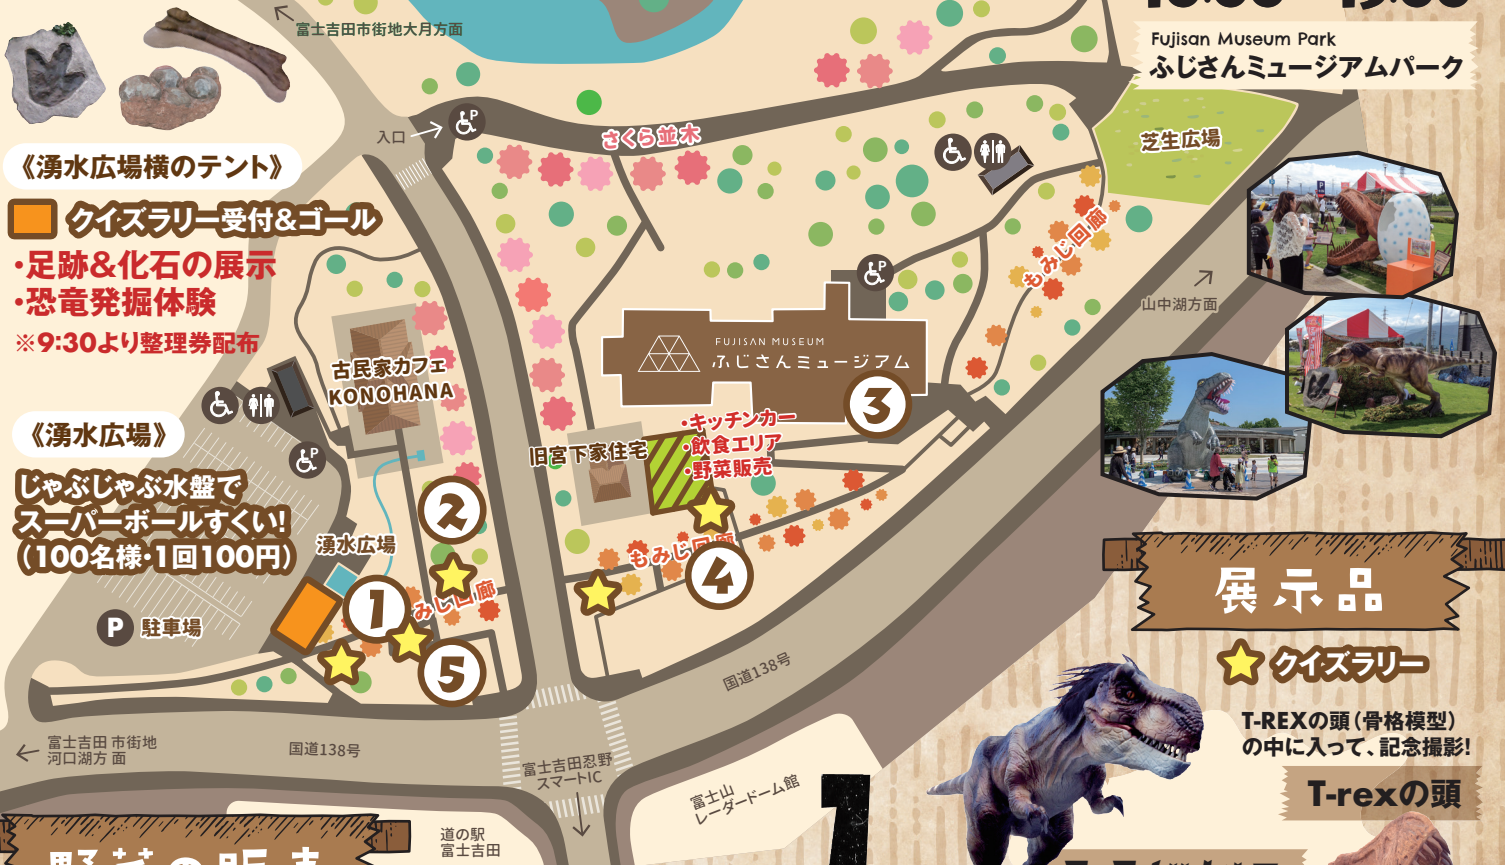 富士吉田市街地大月方面
Fujisan Museum Park
ふじさんミュージアムパーク
入口
P
さくら並木
芝生広場
《湧水広場横のテント》
クイズラリー受付&ゴール
・足跡&化石の展示
・恐竜発掘体験
※9:30より整理券配布
もみじ回廊
P
山中湖方面
FUJISAN MUSEUM
ふじさんミュージアム
古民家カフェ
KONOHANA
3
・キッチンカー
・飲食エリア
・野菜販売
旧宮下家住宅
《湧水広場》
P
じゃぶじゃぶ水盤で
スーパーボールすくい!
(100名様・1回100円)
2
湧水広場
もみじ回廊
4
1
みじ回廊
5
P 駐車場
展示品
クイズラリー
国道138号
T-REXの頭(骨格模型)
の中に入って、記念撮影!
T-rexの頭
富士吉田 市街地
河口湖方 面
国道138号
富士吉田忍野
スマートIC
富士山
レーダードーム館
道の駅
富士吉田